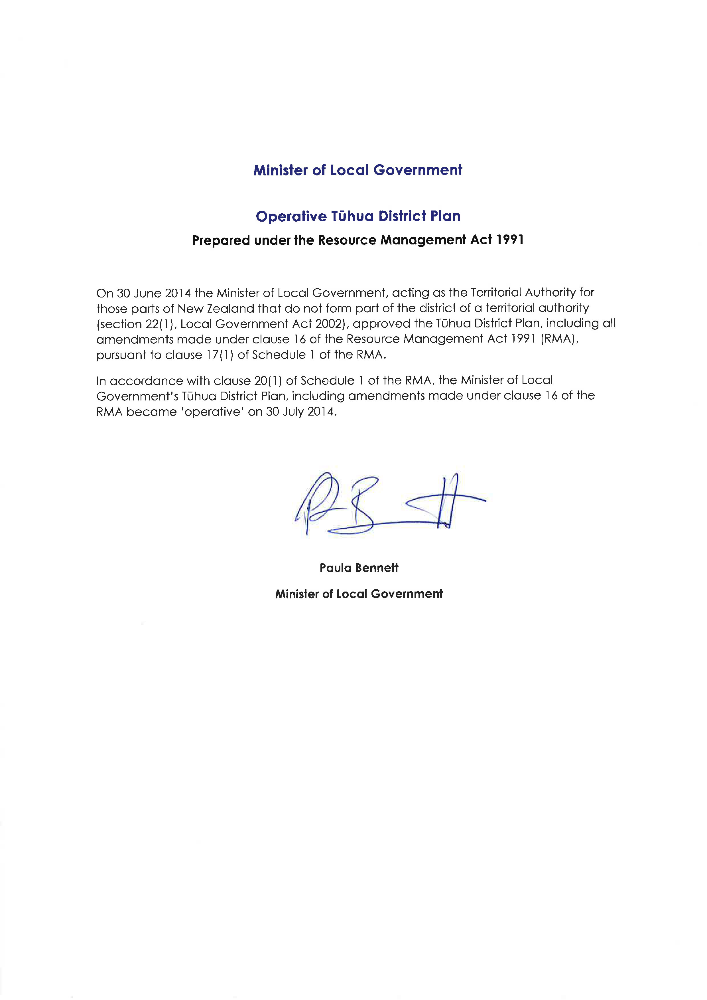 Minister of Local Government
Operative Tūhua District Plan
Prepared under the Resource Management Act 1991
On 30 June 2014 the Minister of Local Government, acting as the Territorial Authority for
those parts of New Zealand that do not form part of the district of a territorial authority
(section 22(1), Local Government Act 2002), approved the Tūhua District Plan, including all
amendments made under clause 16 of the Resource Management Act 1991 (RMA),
pursuant to clause 17(1) of Schedule 1 of the RMA.
In accordance with clause 20(1) of Schedule 1 of the RMA, the Minister of Local
Government's Tūhua District Plan, including amendments made under clause 16 of the
RMA became ‘operative’ on 30 July 2014.
Paula Bennett
Minister of Local Government